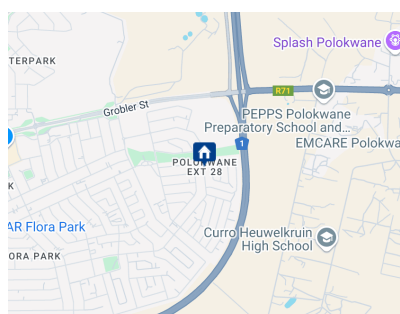 Splash Polokwane
TERPARK
R71
Grobler St
PEPPS Polokwane
Preparatory School and...
EMCARE Polokwa
1
POLOKWANE
EXT 28
AR Flora Park
Curro Heuwelkruin
High School
ORA PARK